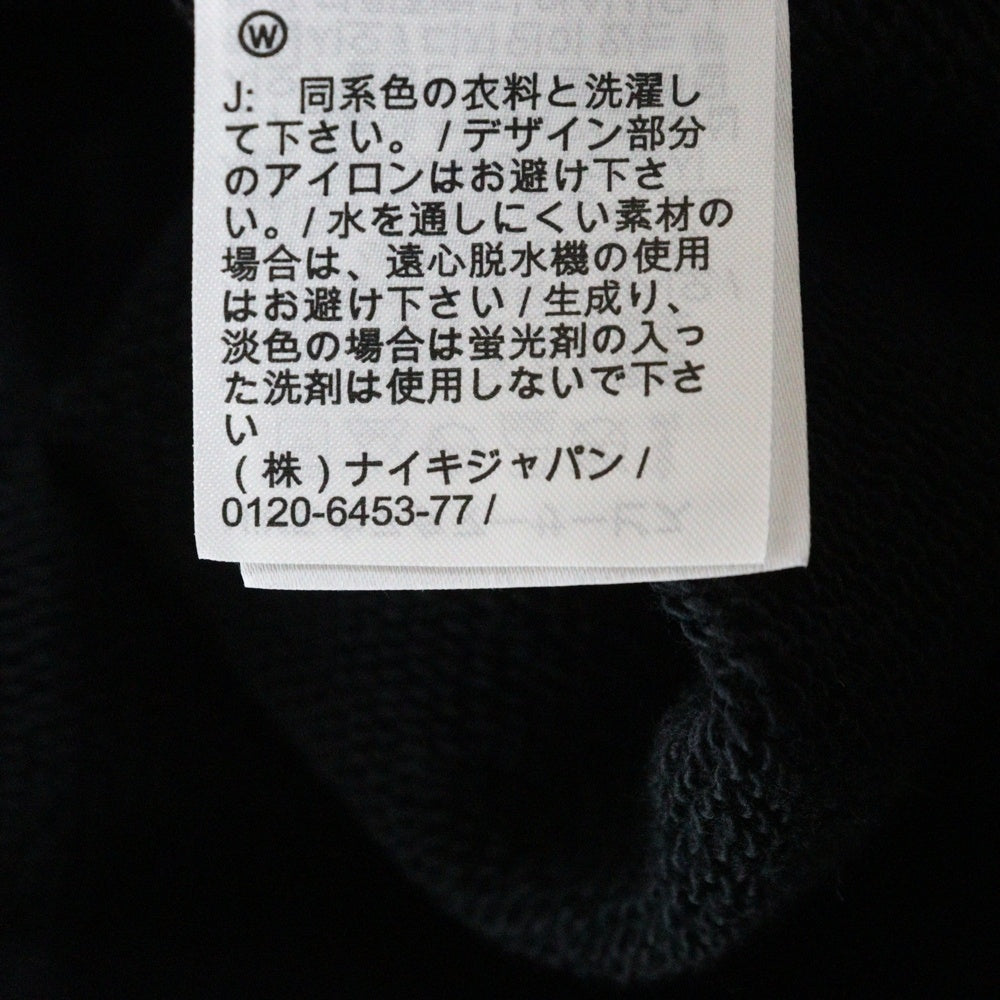 W
J: 同系色の衣料と洗濯し
て下さい。/デザイン部分
のアイロンはお避け下さ
い。/水を通しにくい素材の
場合は、遠心脱水機の使用
はお避け下さい/生成り、
淡色の場合は蛍光剤の入っ
た洗剤は使用しないで下さ
い
(株)ナイキジャパン/
0120-6453-77/